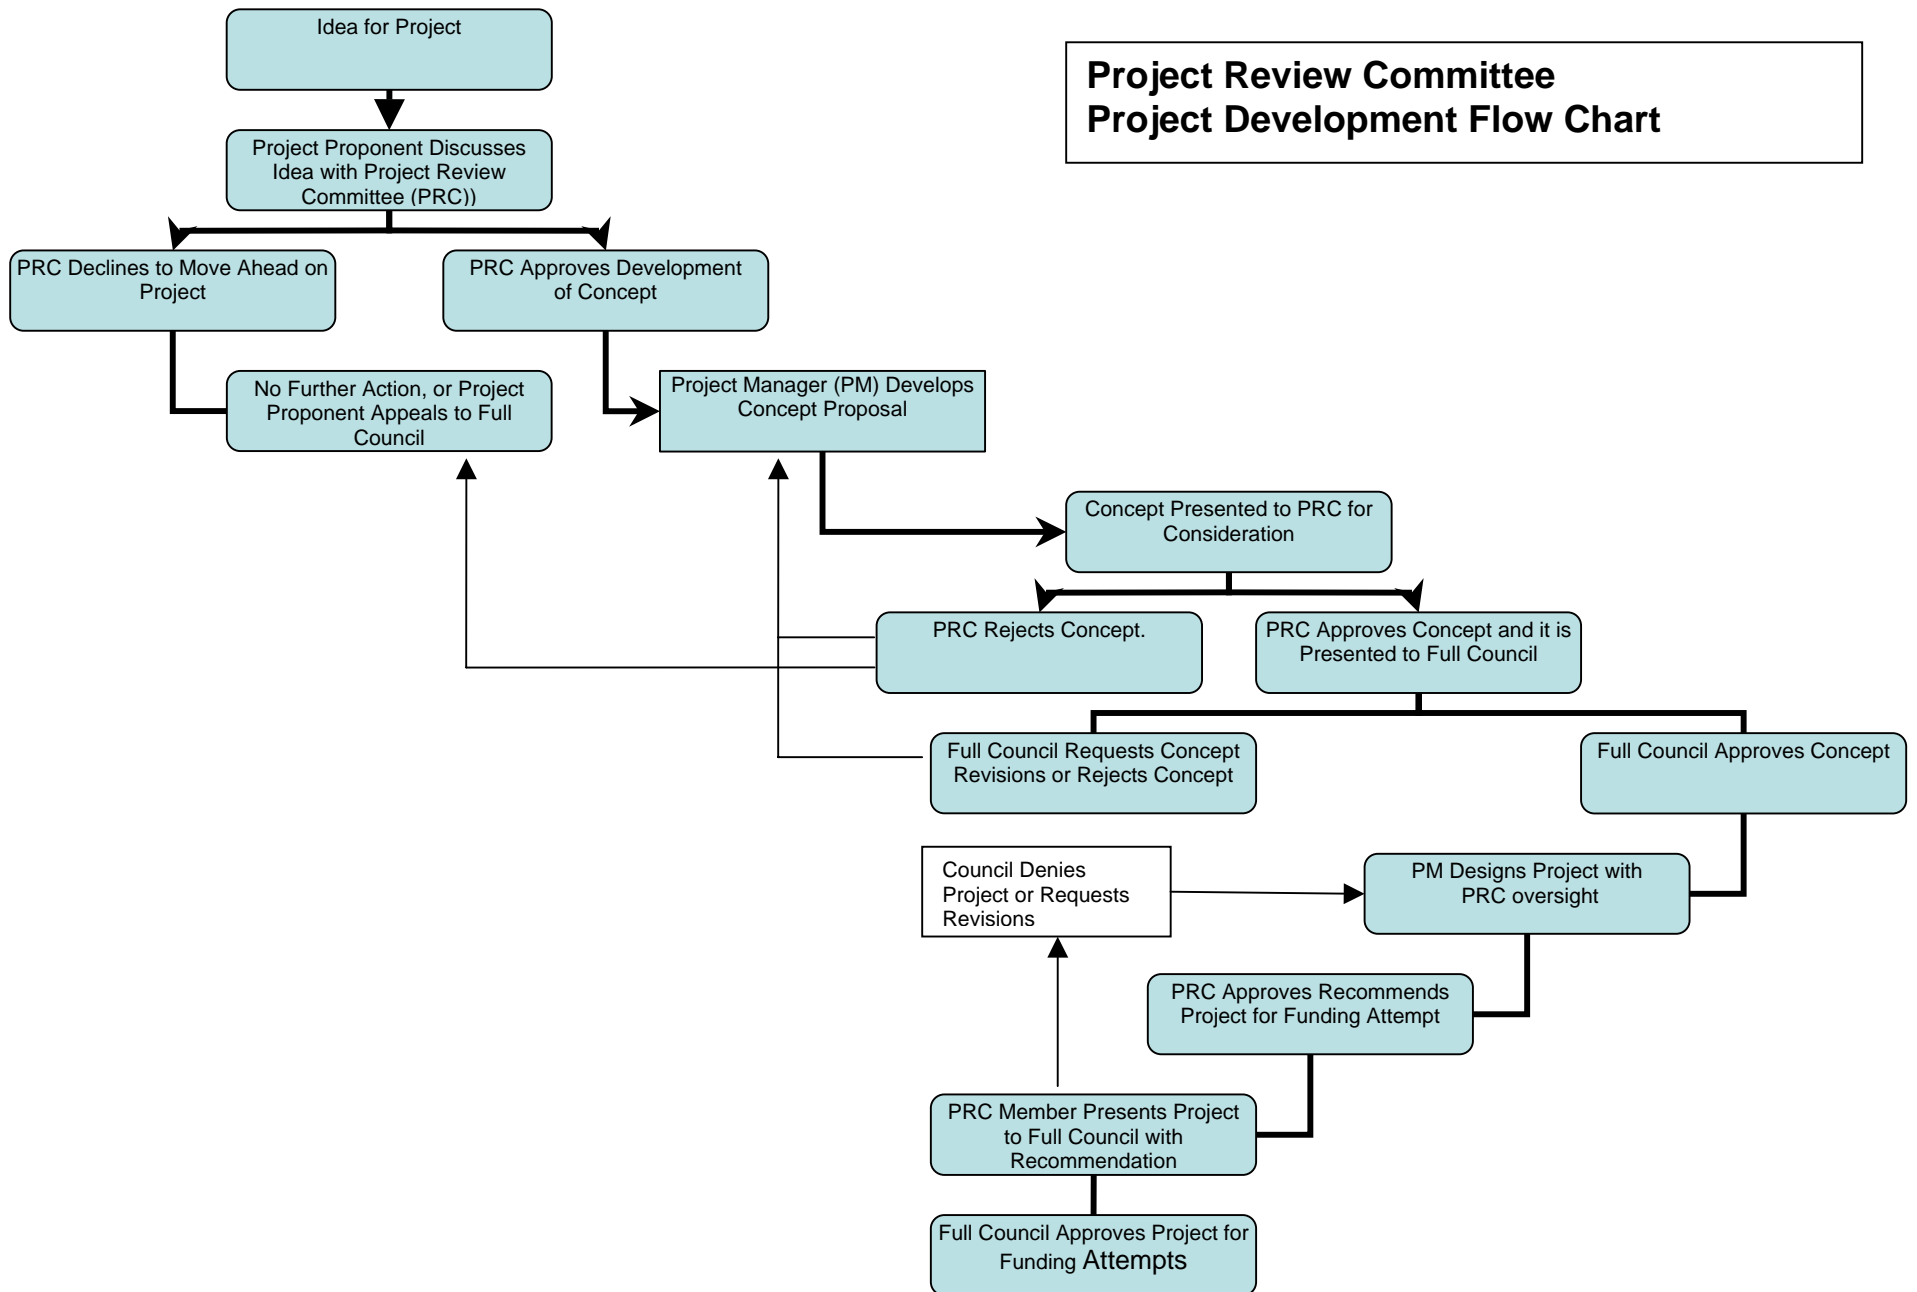 Idea for Project
Project Review Committee
Project Development Flow Chart
Project Proponent Discusses
Idea with Project Review
Committee (PRC))
PRC Declines to Move Ahead on
Project
PRC Approves Development
of Concept
No Further Action, or Project
Proponent Appeals to Full
Council
Project Manager (PM) Develops
Concept Proposal
Concept Presented to PRC for
Consideration
PRC Rejects Concept.
PRC Approves Concept and it is
Presented to Full Council
Full Council Requests Concept
Revisions or Rejects Concept
Full Council Approves Concept
Council Denies
Project or Requests
Revisions
PM Designs Project with
PRC oversight
PRC Approves Recommends
Project for Funding Attempt
PRC Member Presents Project
to Full Council with
Recommendation
Full Council Approves Project for
Funding Attempts